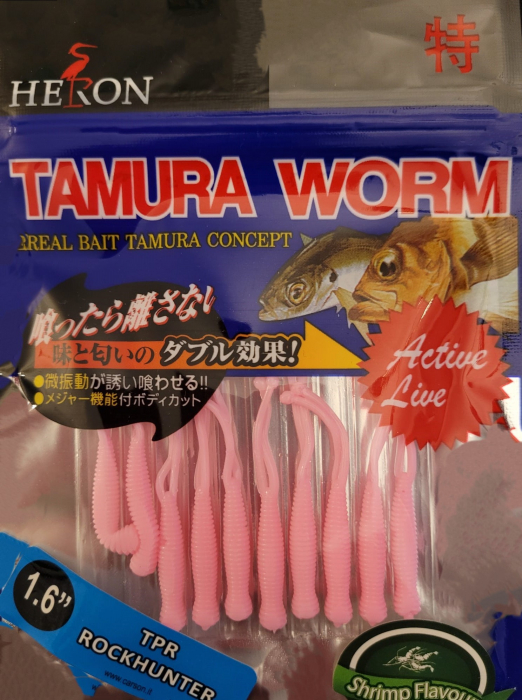 特
HERON
TAMURA WORM
REAL BAIT TAMURA CONCEPT
喰ったら離さない
味と匂いの ダブル効果!
●微振動が誘い喰わせる!!
●メジャー機能付ボディカット
Active
Live
1.6"
TPR
ROCKHUNTER
www.carson.it
Shrimp Flavour